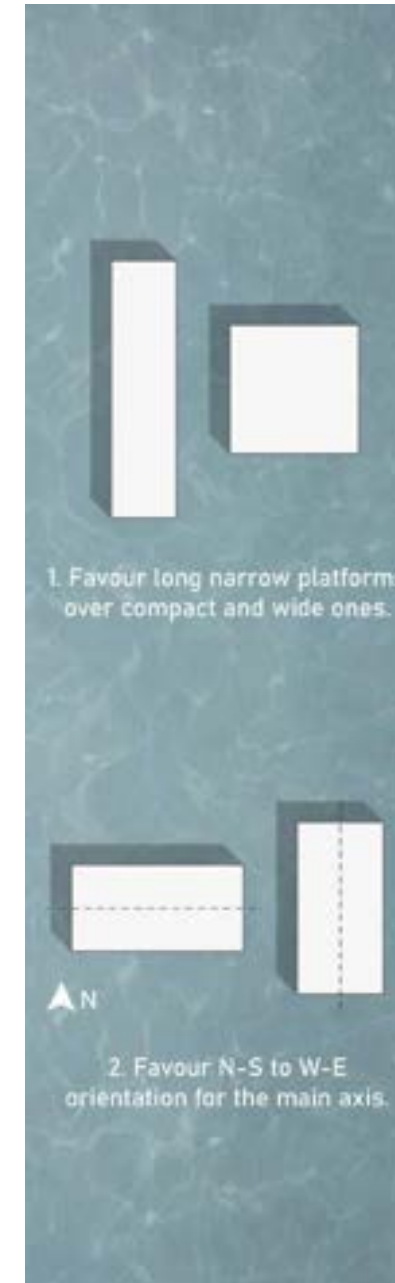 1. Favour long narrow platform
over compact and wide ones.
N
2. Favour N-S to W-E
orientation for the main axis.